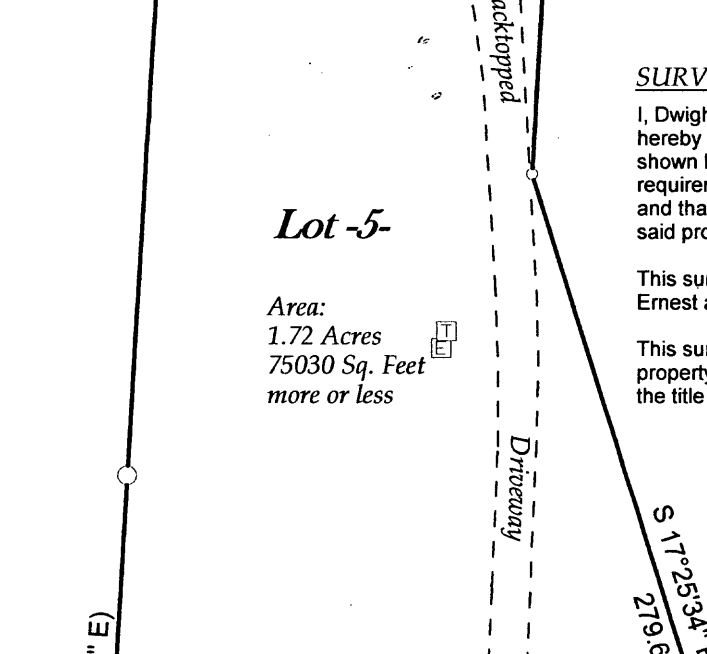 acktopped
SURV
I, Dwigh
hereby
shown
requirer
and tha
said pro
Lot -5-
This su
Ernest a
Area:
1.72 Acres
75030 Sq. Feet
more or less
T
E
This su
property
the title
Driveway
S 17°25'34"
279.6
" E)